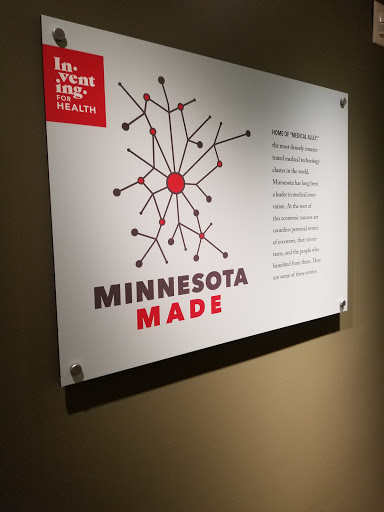 In·
·vent
·ing·
FOR
HEALTH
MINNESOTA
MADE
HOME OF "MEDICAL ALLEY,"
the most densely concen-
trated medical technology
cluster in the world,
Minnesota has long been
a leader in medical inno-
vation. At the root of
this economic success are
countless personal stories
of inventors, their inven-
tions, and the people who
benefitted from them. Here
are some of those stories.